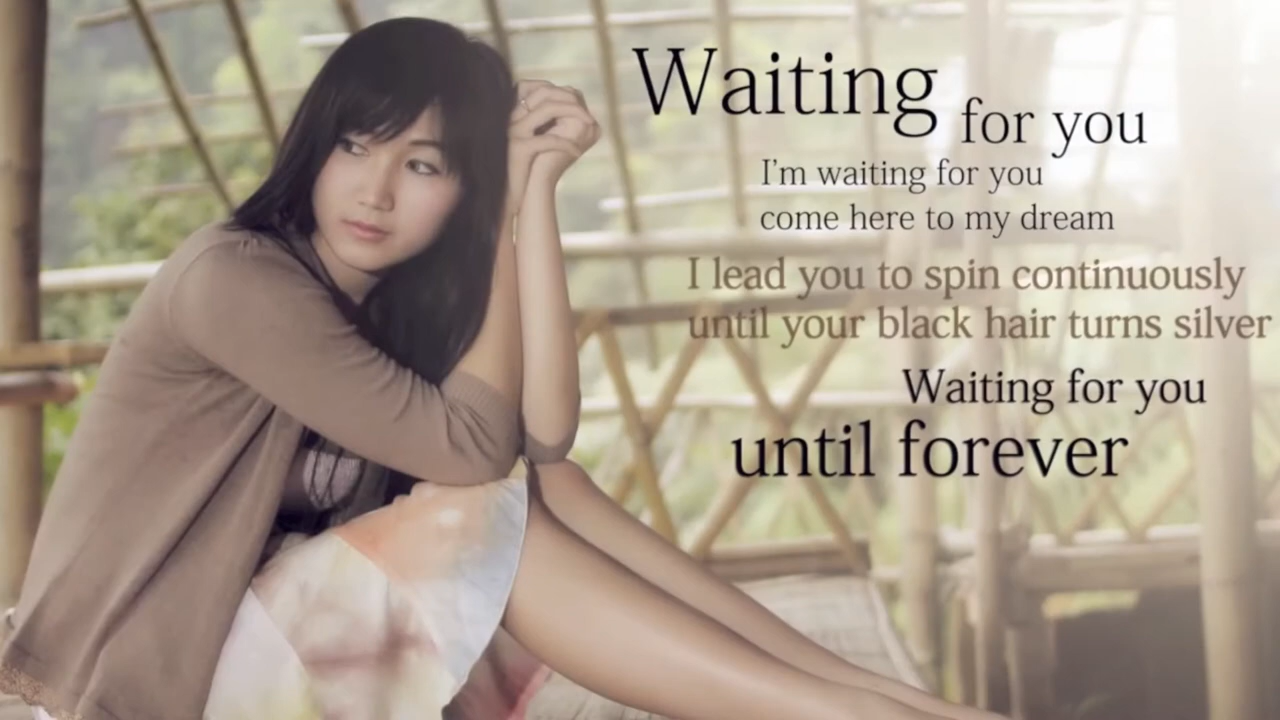 Waiting for you
I'm waiting for you
come here to my dream
I lead you to spin continuously
until your black hair turns silver
Waiting for you
until forever